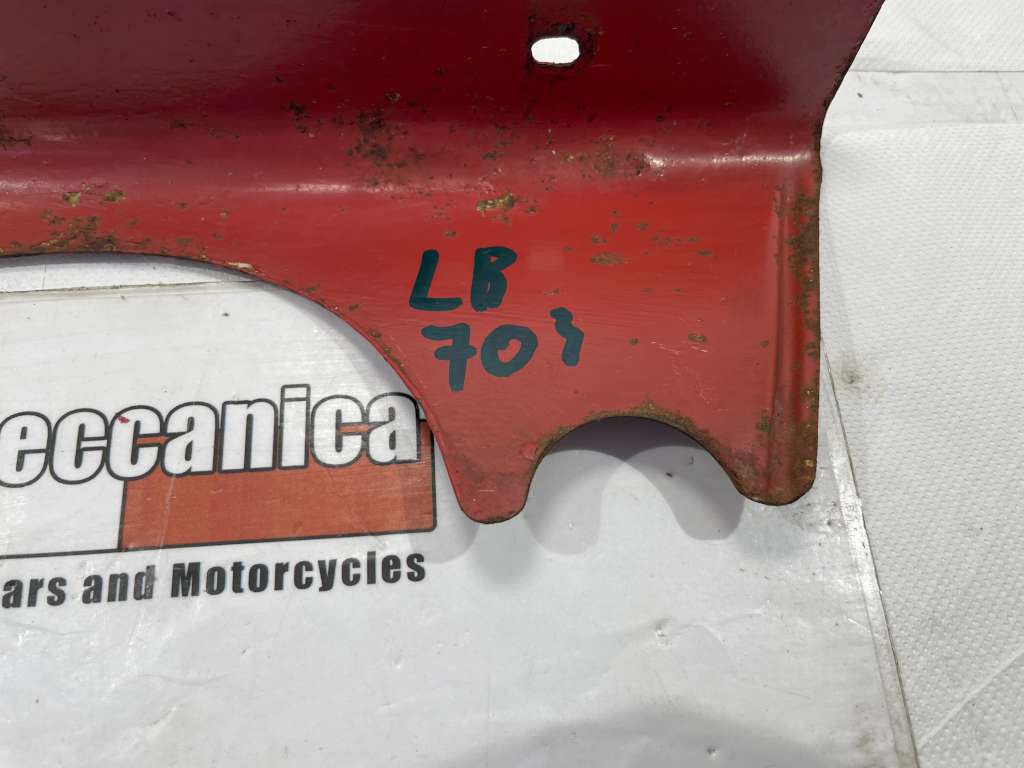 LB
703
eccanica
ars and Motorcycles